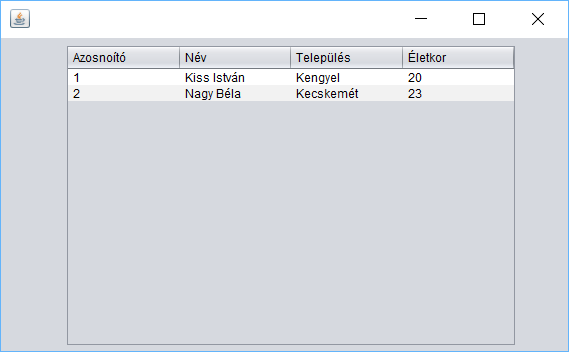 Azosnoító Név Település Életkor
1 Kiss István Kengyel 20
2 Nagy Béla Kecskemét 23